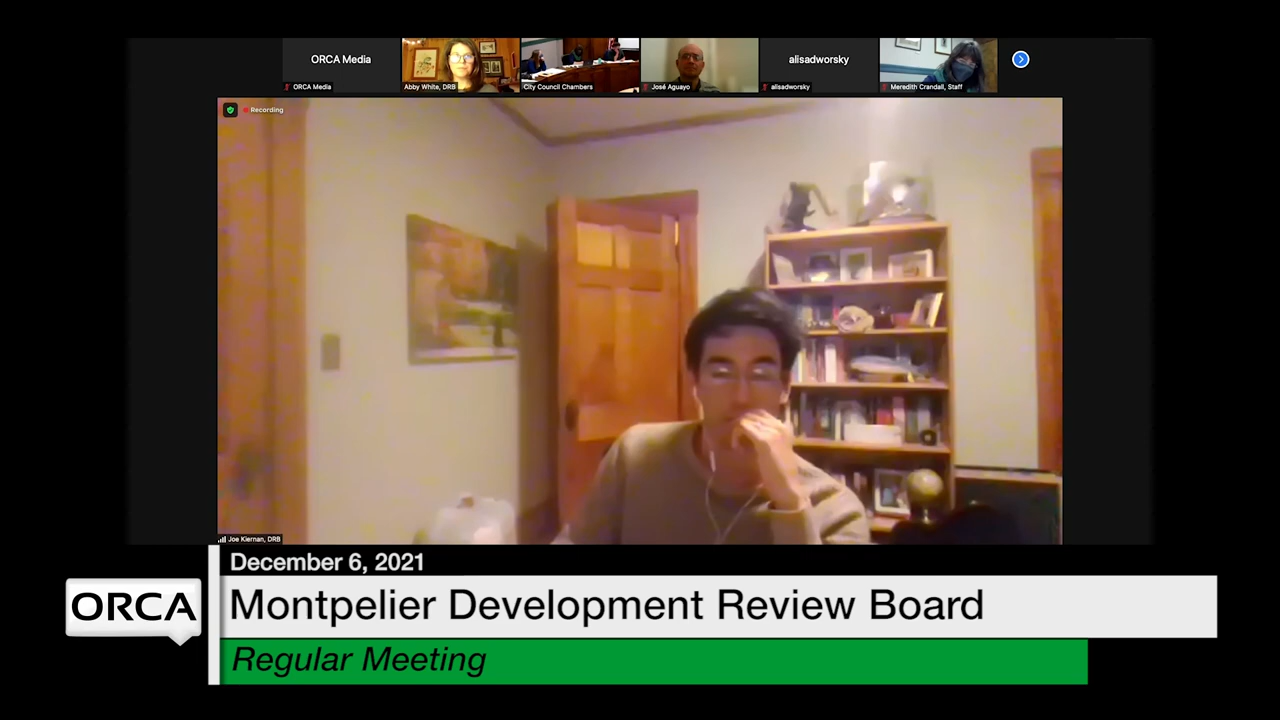 ORCA Media
alisadworsky
ORCA Media
Abby White, DRB
City Council Chambers
José Aguayo
alisadworsky
Meredith Crandall, Staff
Recording
Joe Kiernan, DRB
December 6, 2021
ORCA
Montpelier Development Review Board
Regular Meeting